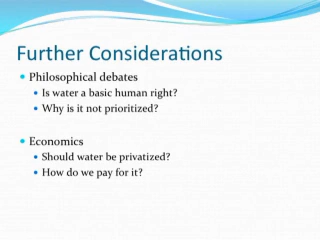 Further Considerations
Philosophical debates
Is water a basic human right?
Why is it not prioritized?
Economics
Should water be privatized?
How do we pay for it?